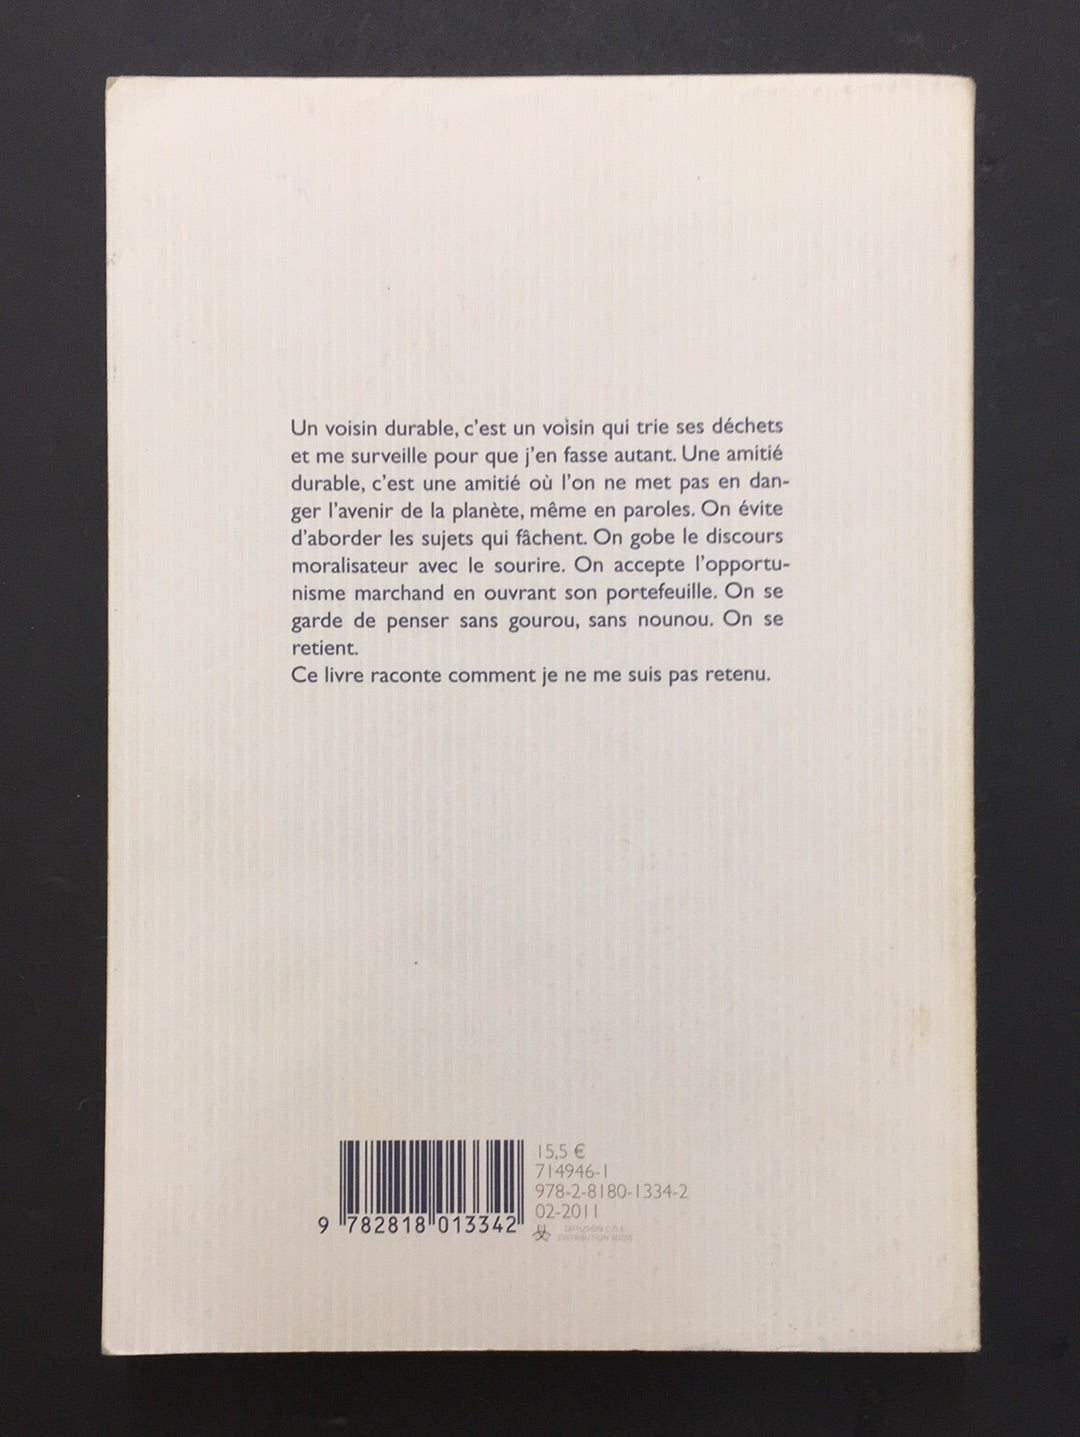 Un voisin durable, c'est un voisin qui trie ses déchets
et me surveille pour que j'en fasse autant. Une amitié
durable, c'est une amitié où l'on ne met pas en dan-
ger l'avenir de la planète, même en paroles. On évite
d'aborder les sujets qui fâchent. On gobe le discours
moralisateur avec le sourire. On accepte l'opportu-
nisme marchand en ouvrant son portefeuille. On se
garde de penser sans gourou, sans nounou. On se
retient.
Ce livre raconte comment je ne me suis pas retenu.
15,5 €
714946-1
978-2-8180-1334-2
02-2011
DIFFUSION C.D.E.
DISTRIBUTION SODIS
9 782818 013342